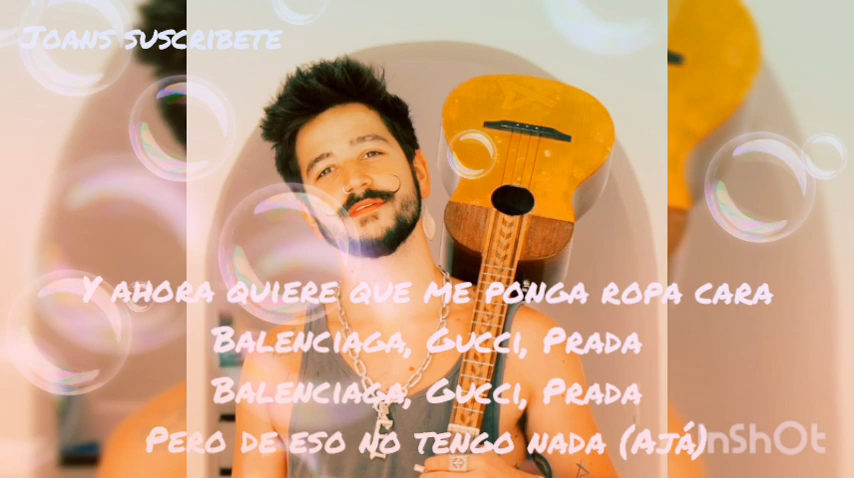 Joans suscribete
Y ahora quiere que me ponga ropa cara
Balenciaga, Gucci, Prada
Balenciaga, Gucci, Prada
Pero de eso no tengo nada (Ajá)
InShOt